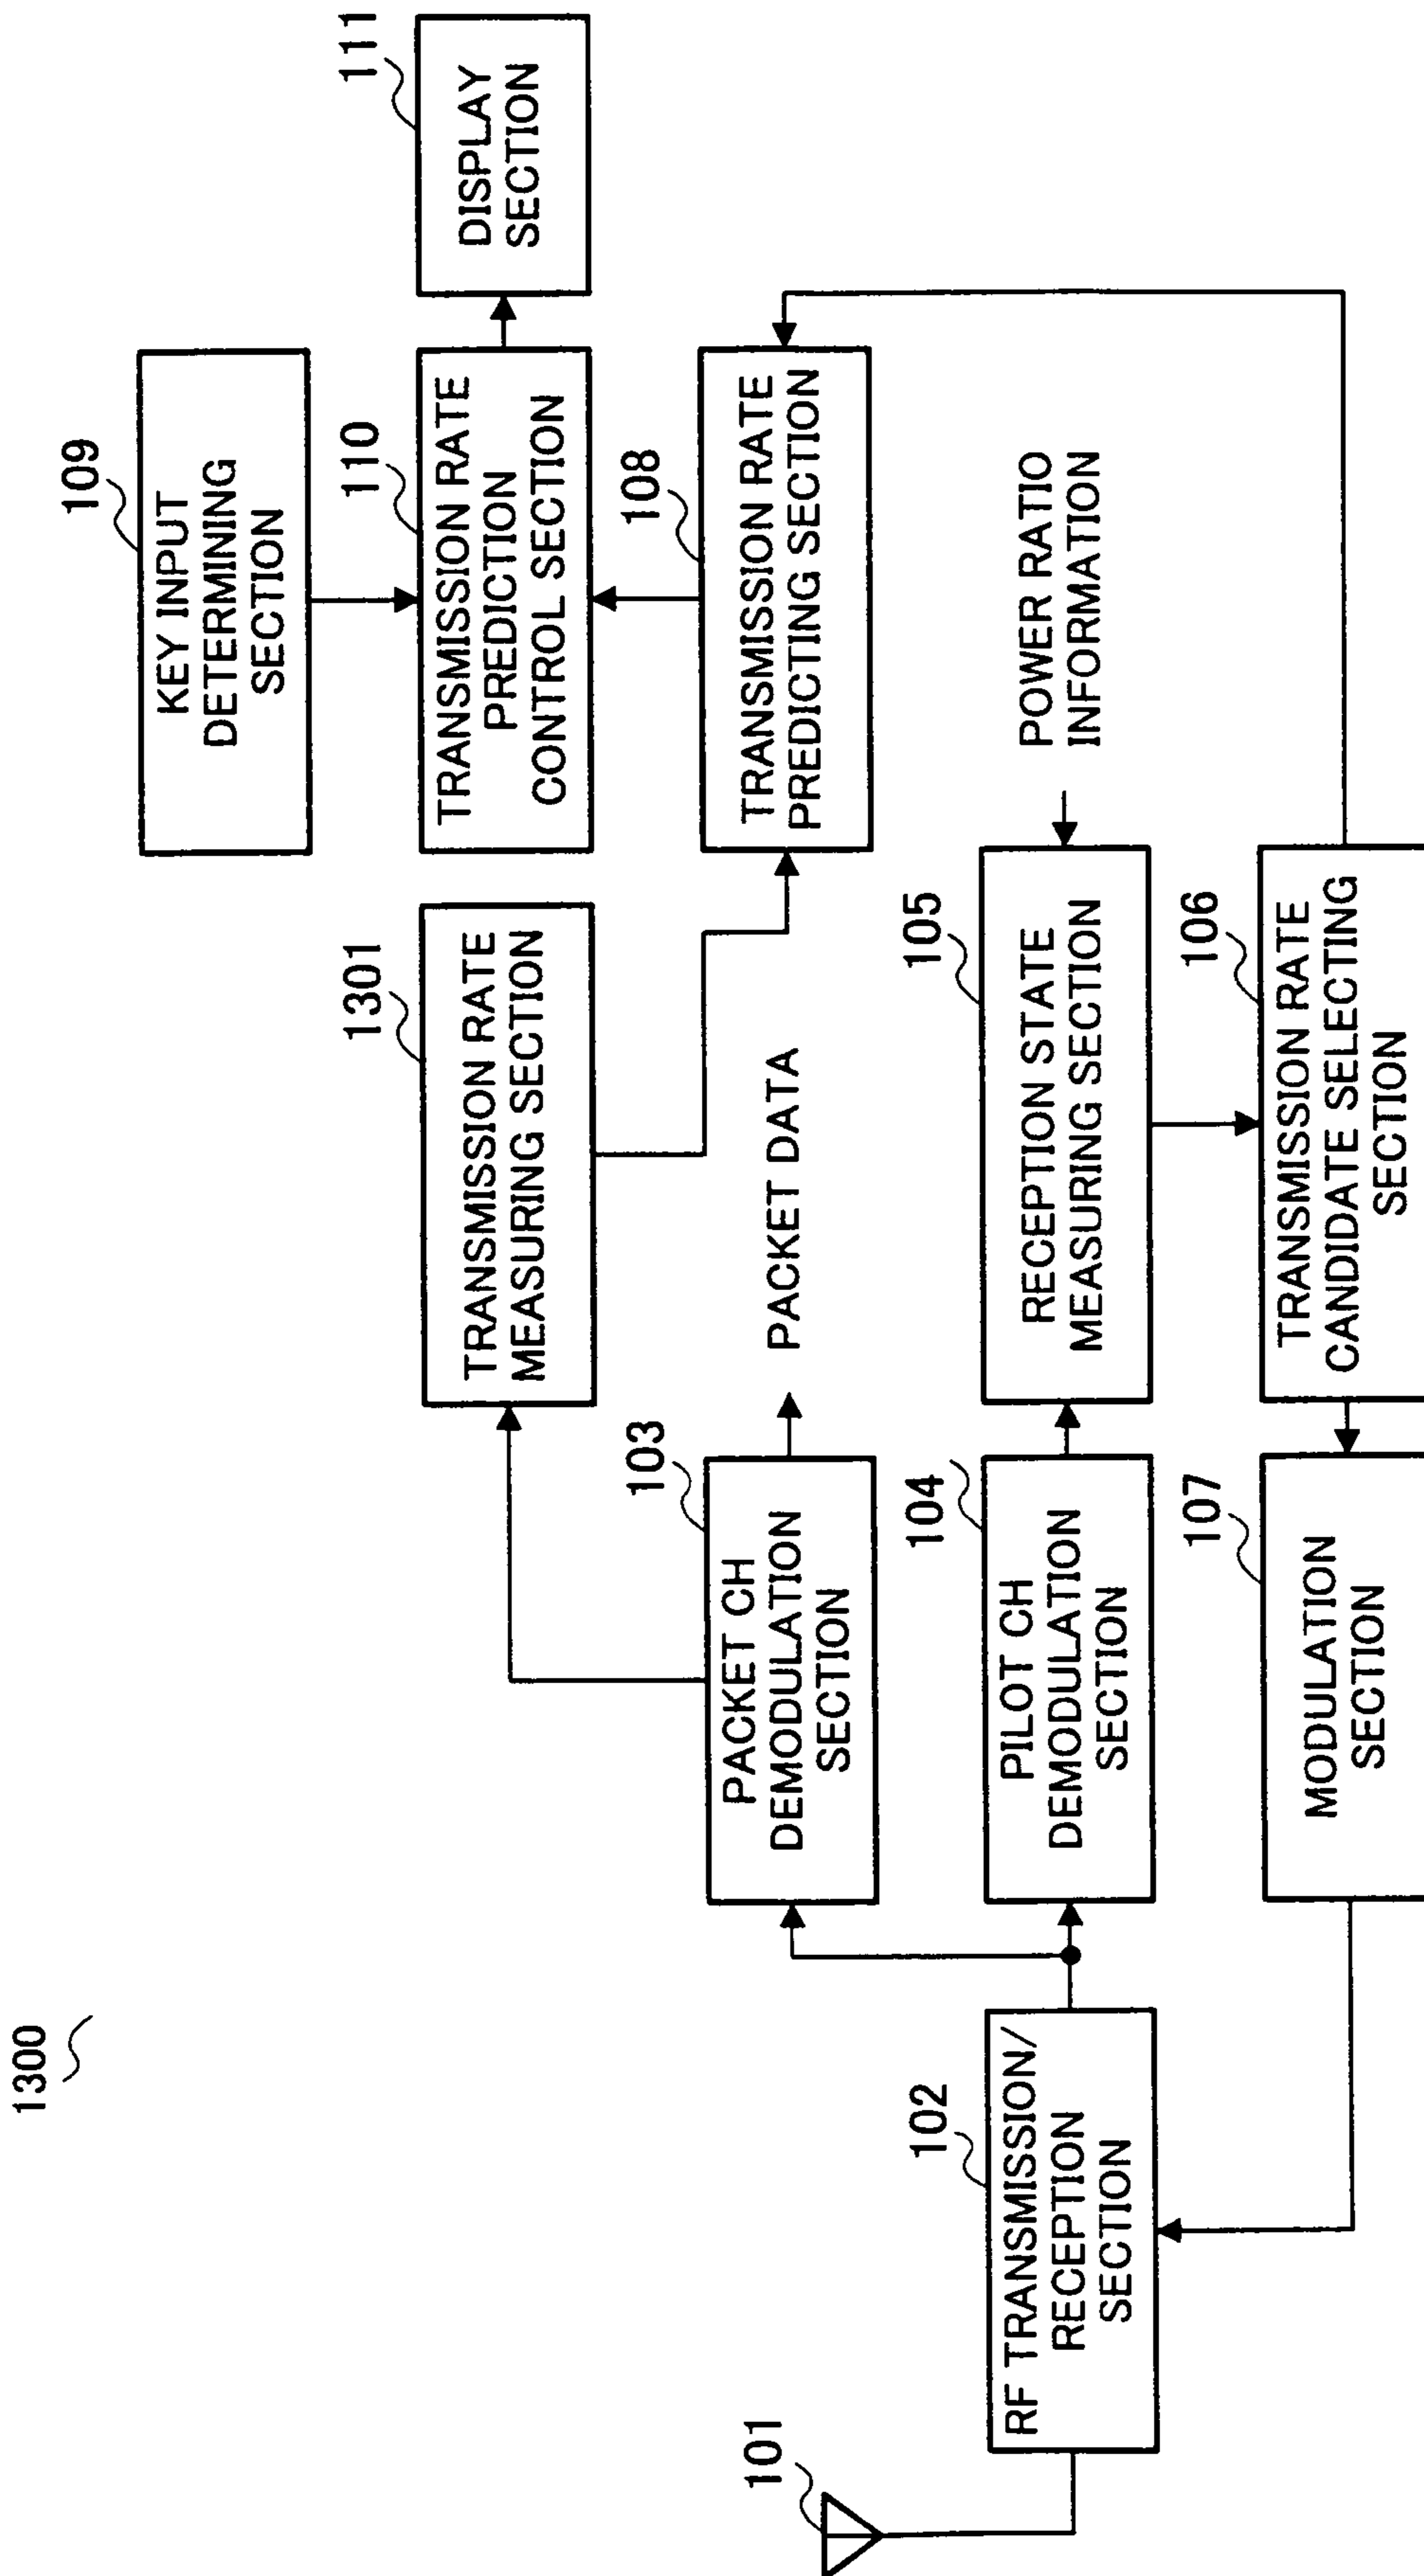 1300
101
102
RF TRANSMISSION/
RECEPTION
SECTION
103
PACKET CH
DEMODULATION
SECTION
PACKET DATA
104
PILOT CH
DEMODULATION
SECTION
107
MODULATION
SECTION
1301
TRANSMISSION RATE
MEASURING SECTION
105
RECEPTION STATE
MEASURING SECTION
POWER RATIO
INFORMATION
106
TRANSMISSION RATE
CANDIDATE SELECTING
SECTION
109
KEY INPUT
DETERMINING
SECTION
110
TRANSMISSION RATE
PREDICTION
CONTROL SECTION
108
TRANSMISSION RATE
PREDICTING SECTION
111
DISPLAY
SECTION